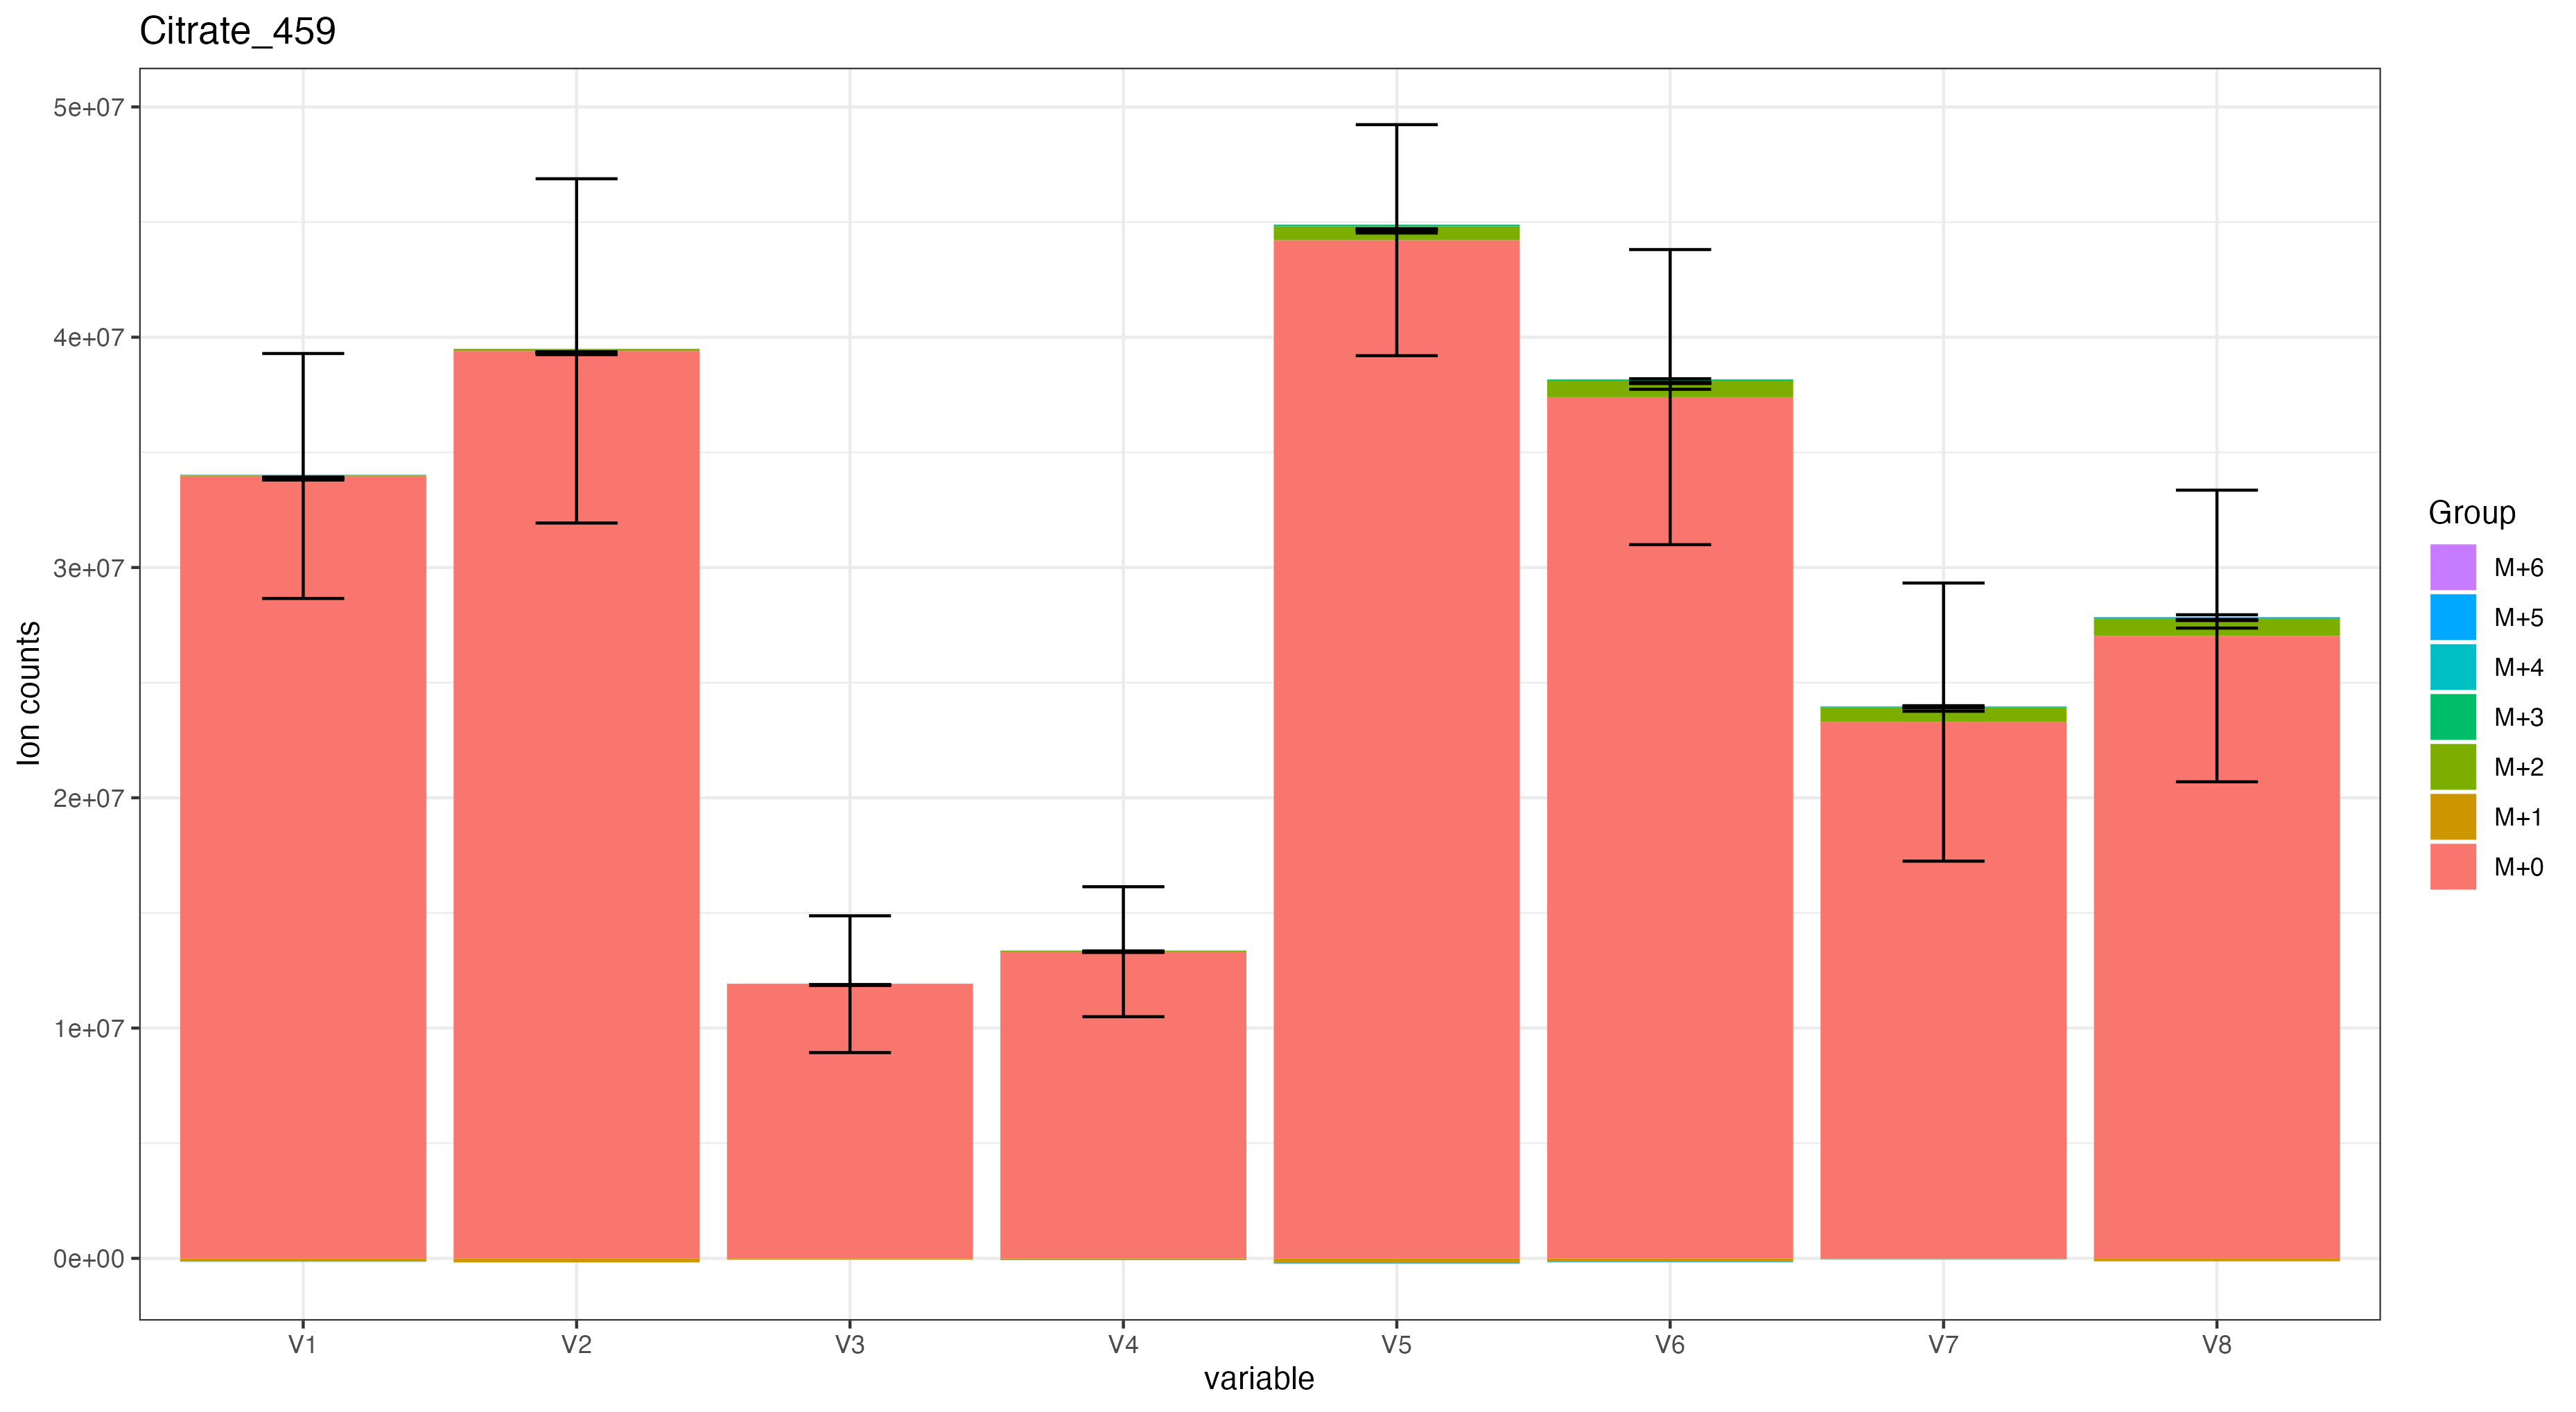 Citrate_459
5e+07
4e+07
3e+07
2e+07
1e+07
0e+00
Ion counts
V1 V2 V3 V4 V5 V6 V7 V8
variable
Group
M+6
M+5
M+4
M+3
M+2
M+1
M+0